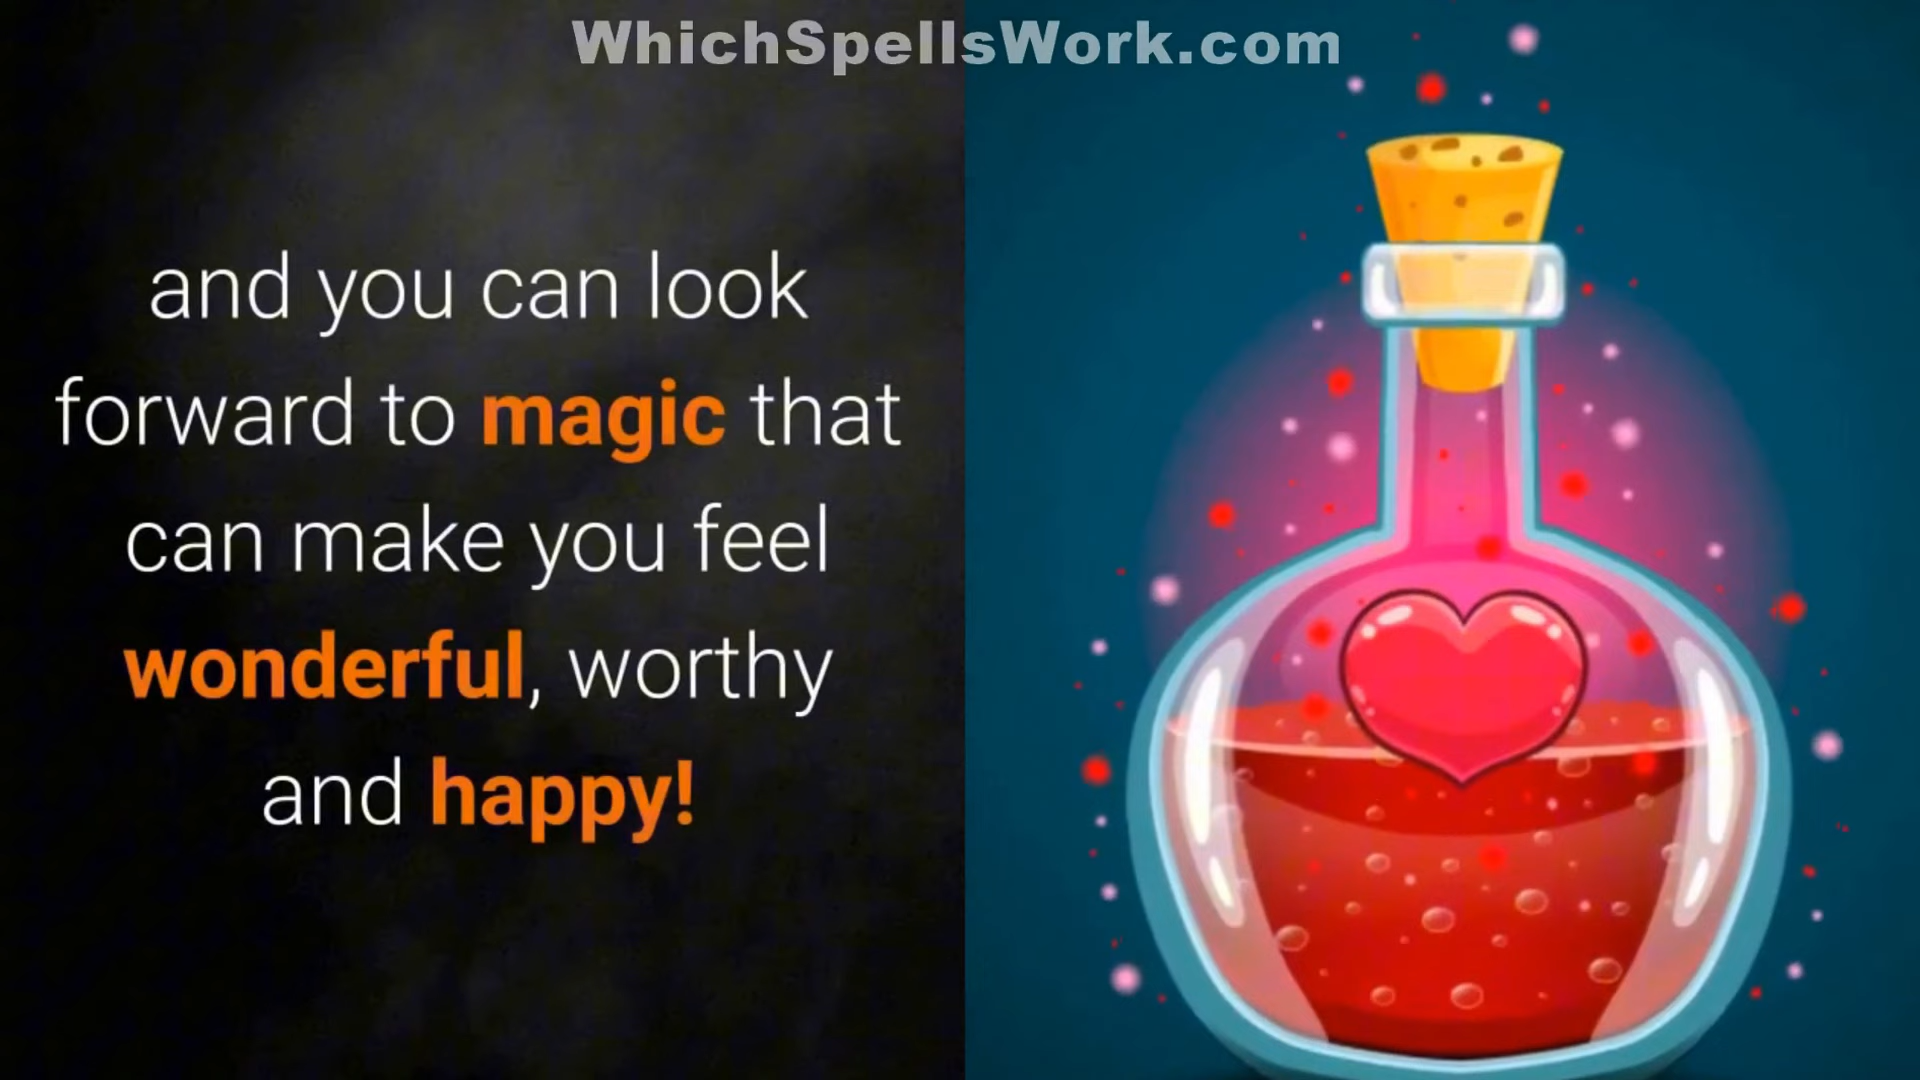 WhichSpellsWork.com
and you can look
forward to magic that
can make you feel
wonderful, worthy
and happy!